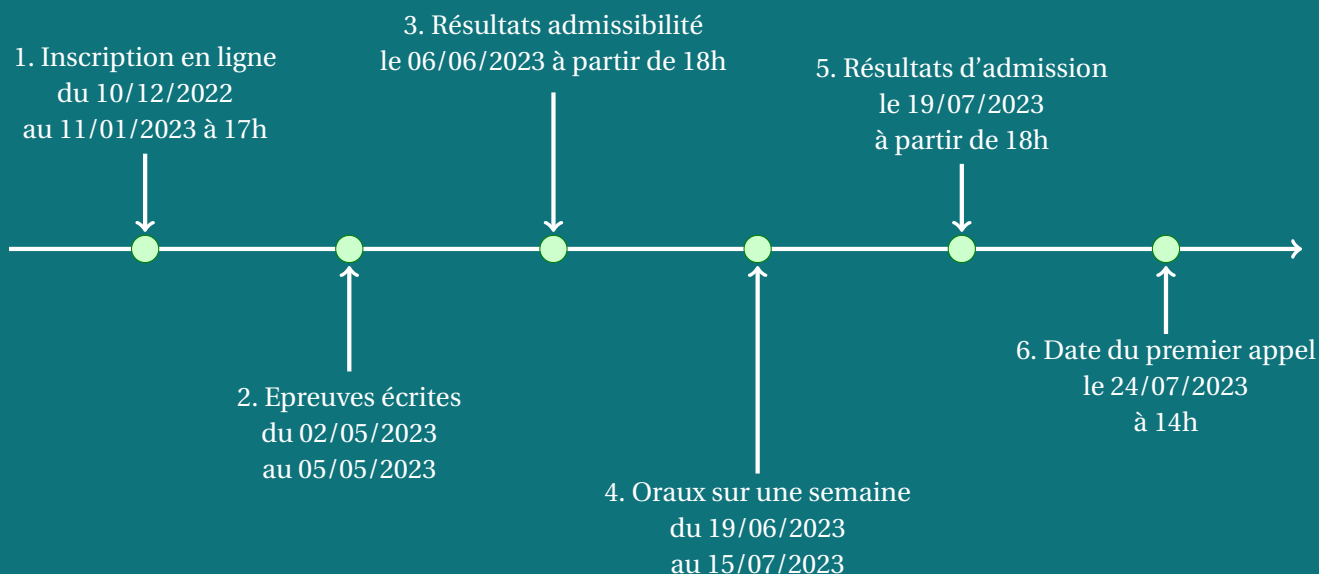 1. Inscription en ligne
du 10/12/2022
au 11/01/2023 à 17h
2. Epreuves écrites
du 02/05/2023
au 05/05/2023
3. Résultats admissibilité
le 06/06/2023 à partir de 18h
4. Oraux sur une semaine
du 19/06/2023
au 15/07/2023
5. Résultats d'admission
le 19/07/2023
à partir de 18h
6. Date du premier appel
le 24/07/2023
à 14h